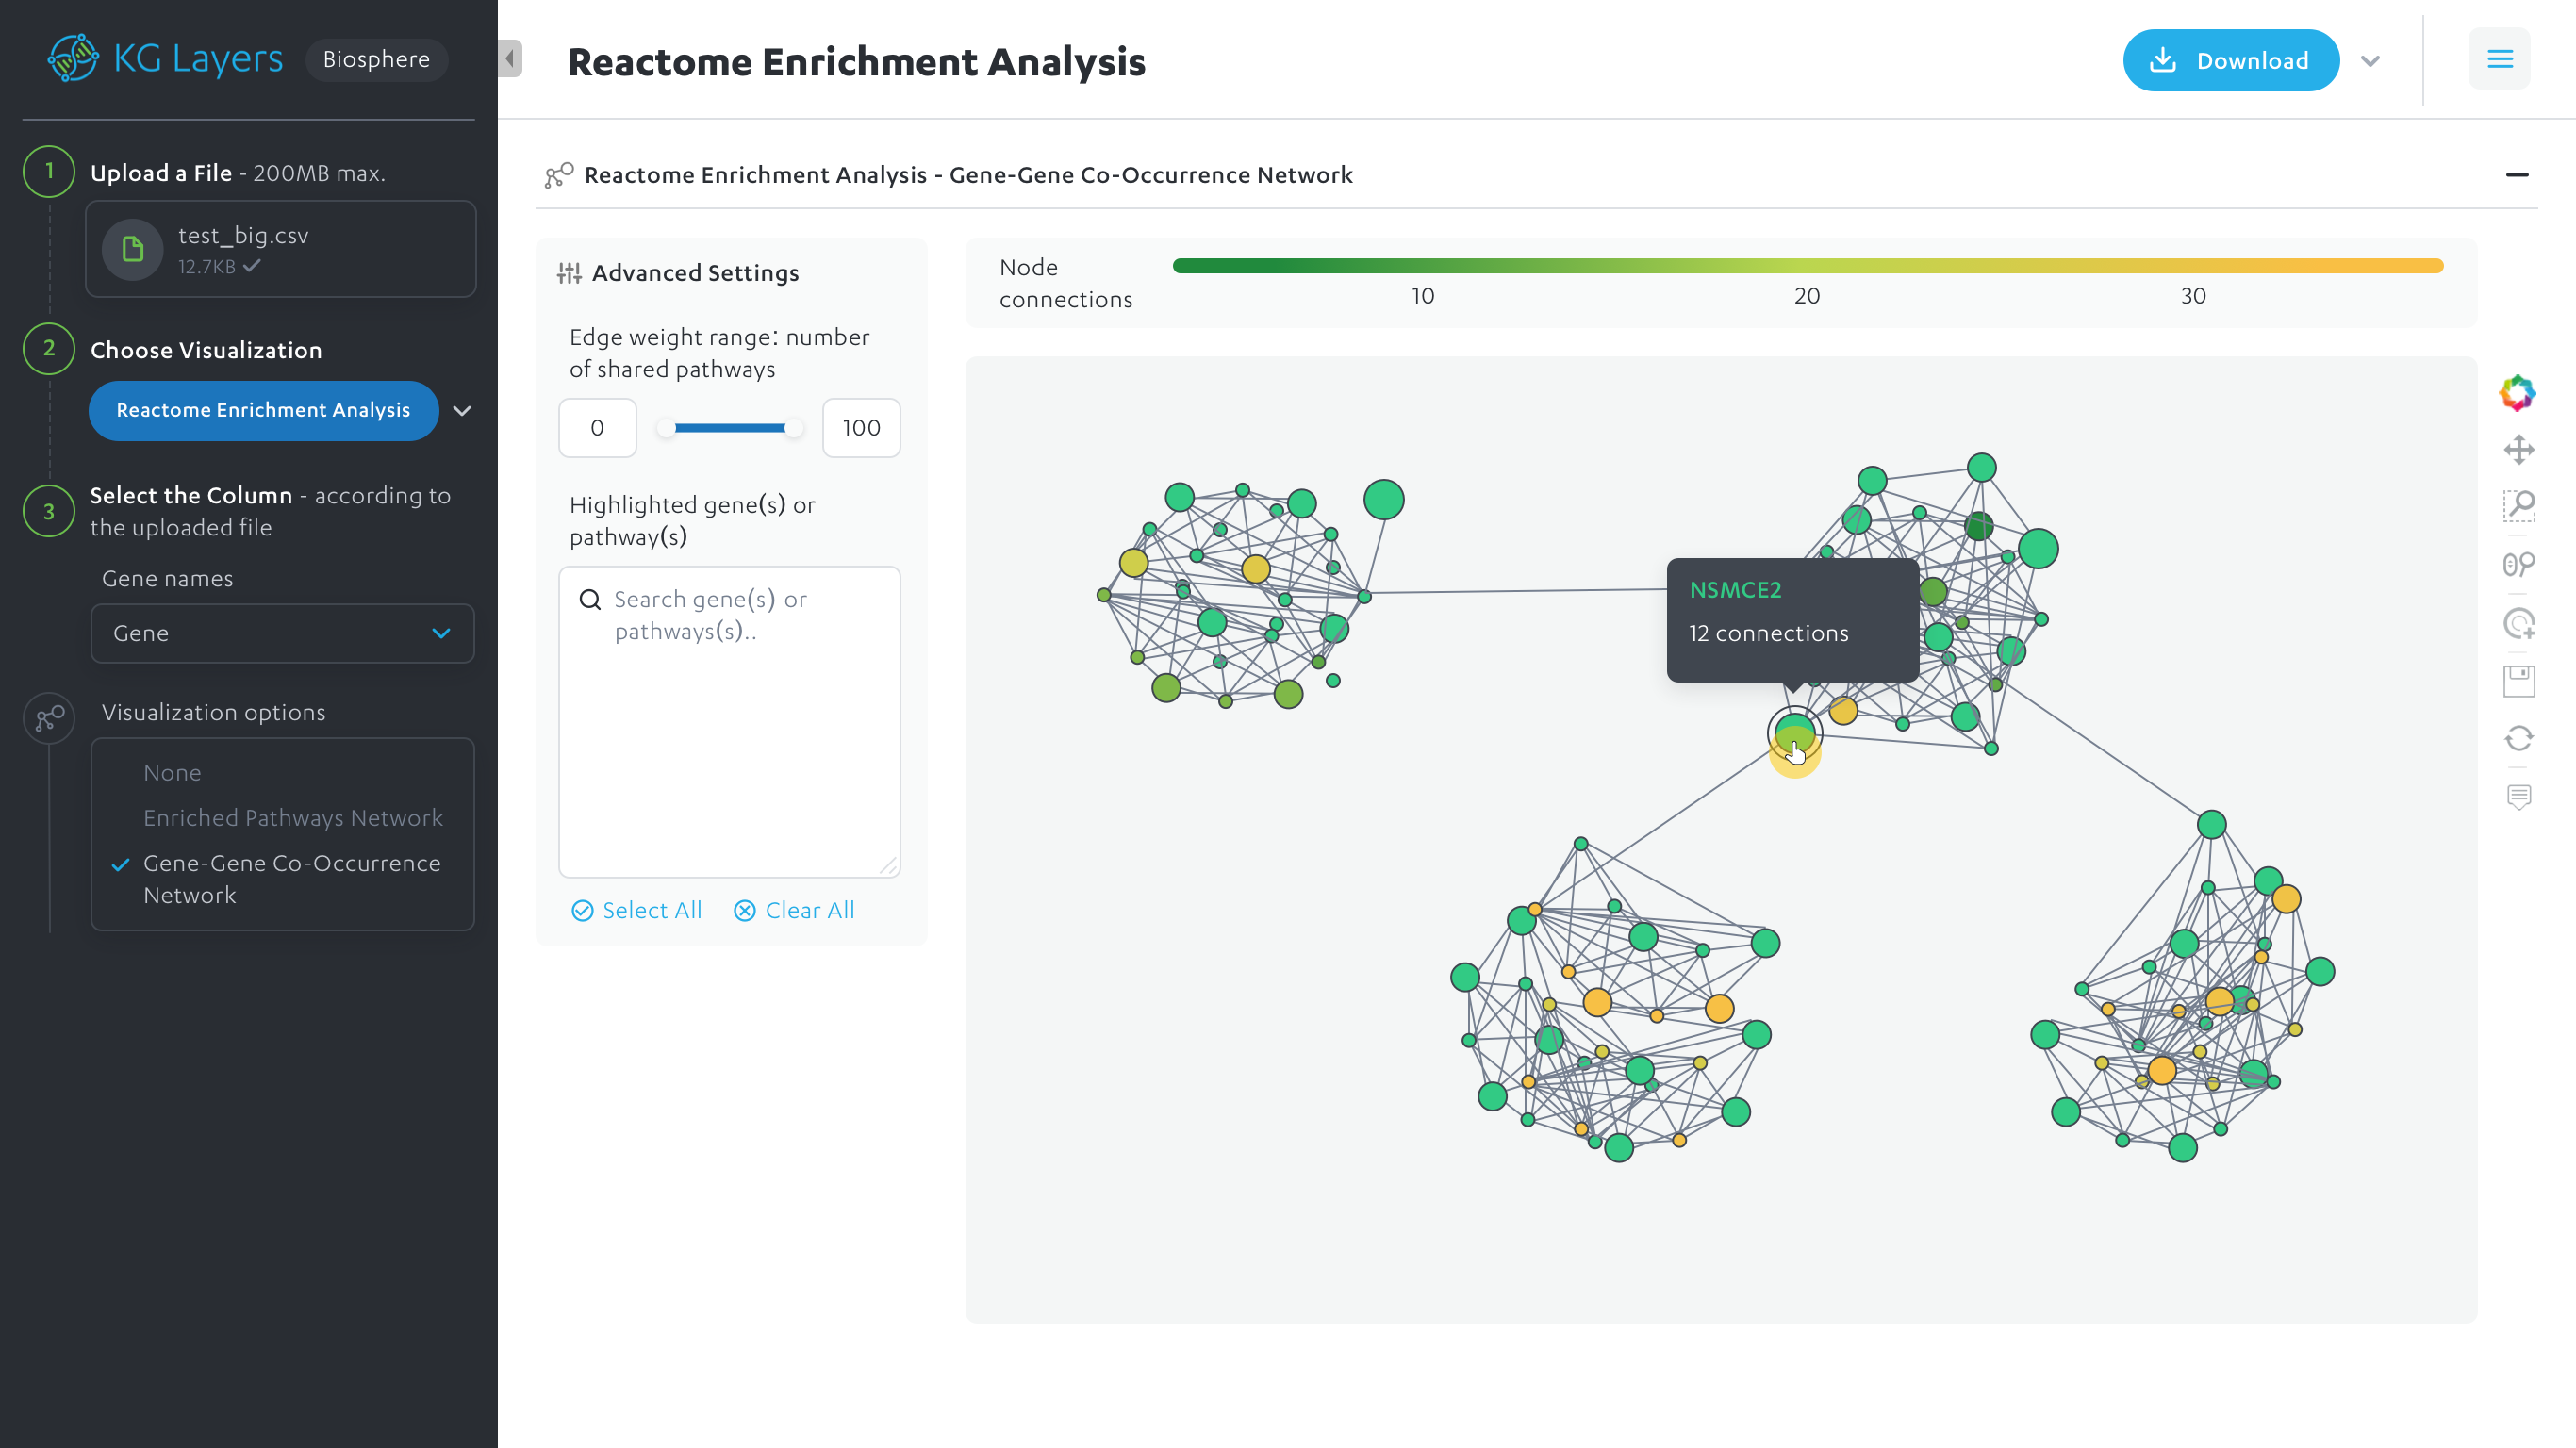 KG Layers
Biosphere
1
Upload a File - 200MB max.
test_big.csv
12.7KB
2
Choose Visualization
Reactome Enrichment Analysis
3
Select the Column - according to
the uploaded file
Gene names
Gene
Visualization options
None
Enriched Pathways Network
Gene-Gene Co-Occurrence
Network
Reactome Enrichment Analysis
Download
Reactome Enrichment Analysis - Gene-Gene Co-Occurrence Network
Advanced Settings
Edge weight range: number
of shared pathways
0
100
Highlighted gene(s) or
pathway(s)
Search gene(s) or
pathways(s)..
Select All
Clear All
Node
connections
10
20
30
NSMCE2
12 connections